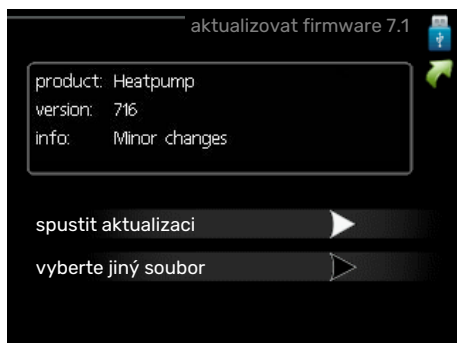 aktualizovat firmware 7.1
product: Heatpump
version: 716
info: Minor changes
spustit aktualizaci
vyberte jiný soubor